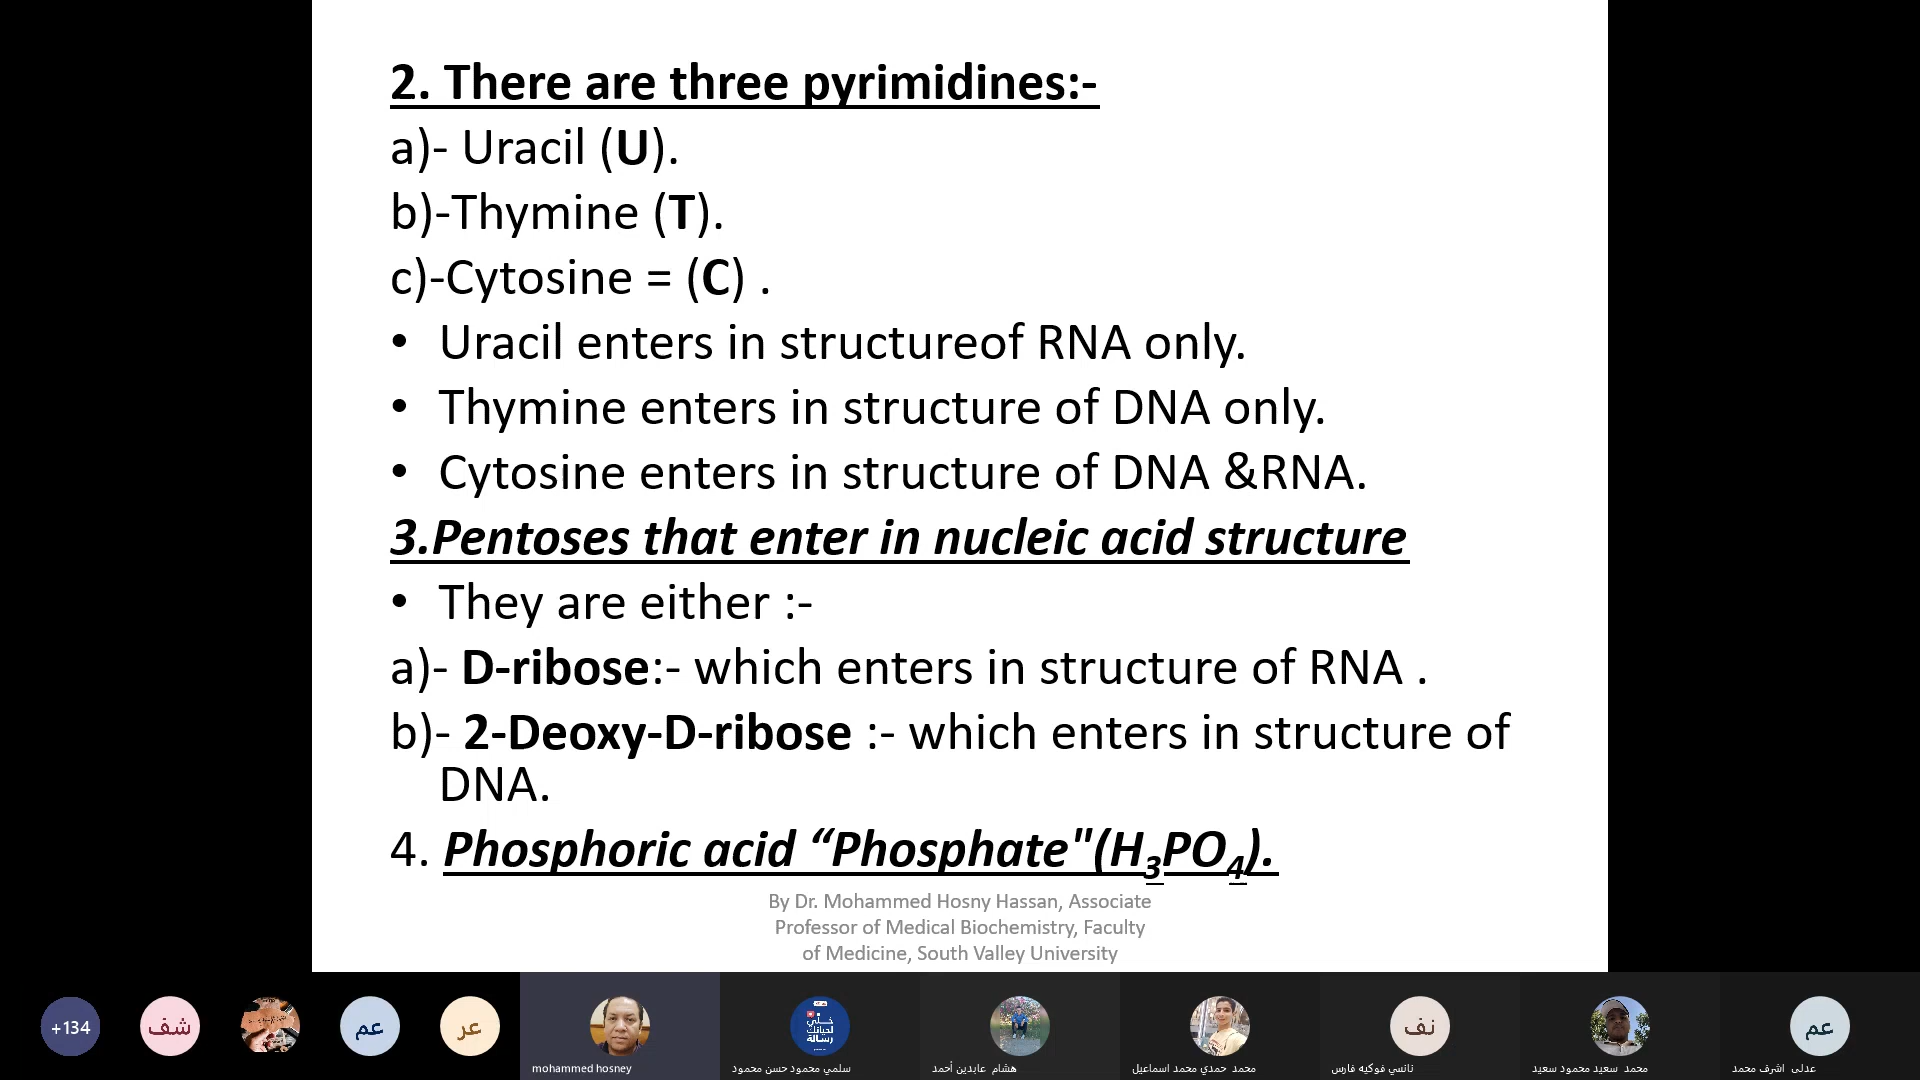 2. There are three pyrimidines:-
a)- Uracil (U).
b)-Thymine (T).
c)-Cytosine = (C) .
• Uracil enters in structureof RNA only.
• Thymine enters in structure of DNA only.
• Cytosine enters in structure of DNA &RNA.
3.Pentoses that enter in nucleic acid structure
• They are either :-
a)- D-ribose:- which enters in structure of RNA .
b)- 2-Deoxy-D-ribose :- which enters in structure of
DNA.
4. Phosphoric acid “Phosphate"(H₃PO₄).
By Dr. Mohammed Hosny Hassan, Associate
Professor of Medical Biochemistry, Faculty
of Medicine, South Valley University
+134
شف
عم
عر
خلي
لحياتك
رسالة
نف
عم
mohammed hosney
سلمي محمود حسن محمود
هشام عابدين أحمد
محمد حمدي محمد اسماعيل
نانسي فوكيه فارس
محمد سعيد محمود سعيد
عدلى اشرف محمد